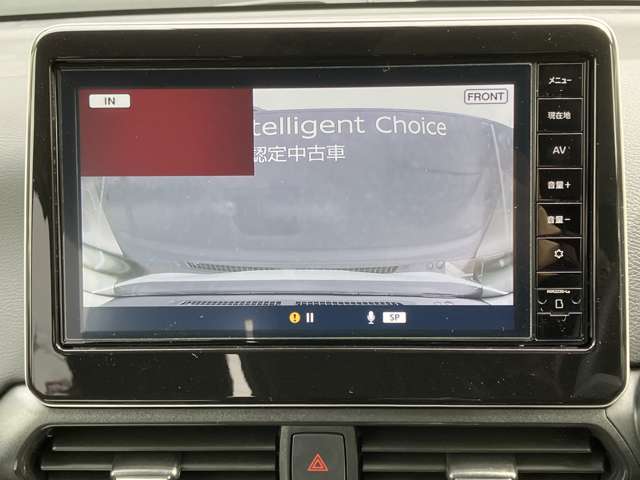 IN
FRONT
telligent Choice
認定中古車
SP
メニュー
現在地
AV
音量+
音量-